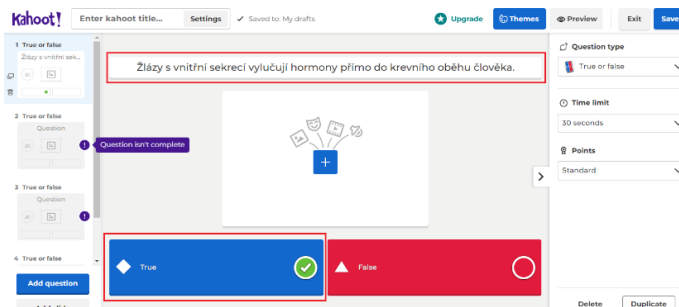 Kahoot!
Enter kahoot title...
Settings
Saved to: My drafts
Upgrade
Themes
Preview
Exit
Save
1 True or false
Žlázy s vnitřní sek...
2 True or false
Question
Question isn't complete
3 True or false
Question
4 True or false
Add question
Žlázy s vnitřní sekrecí vylučují hormony přímo do krevního oběhu člověka.
True
False
Question type
True or false
Time limit
30 seconds
Points
Standard
Delete
Duplicate